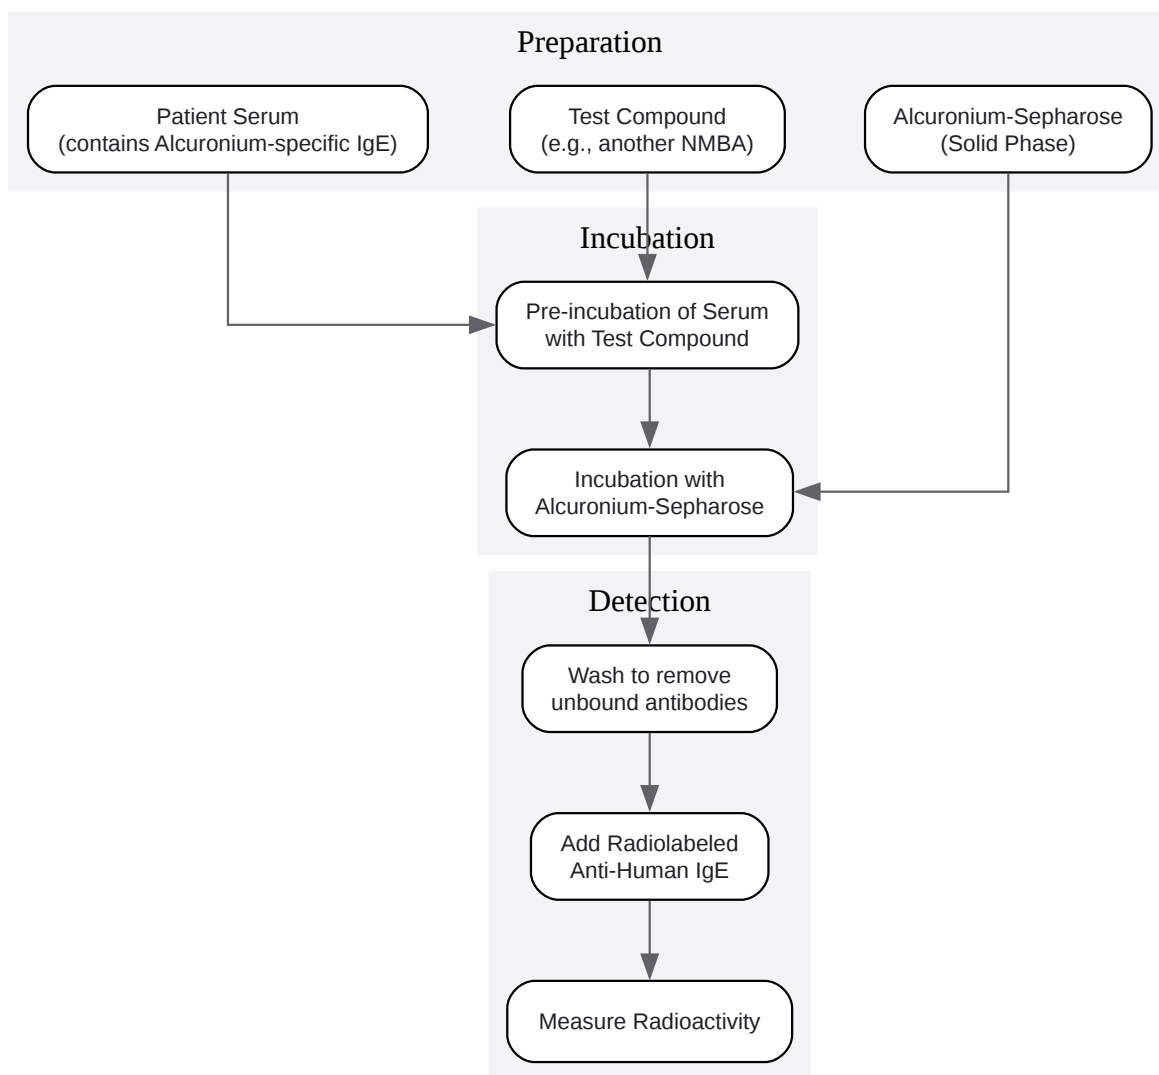 Preparation
Patient Serum
(contains Alcuronium-specific IgE)
Test Compound
(e.g., another NMBA)
Alcuronium-Sepharose
(Solid Phase)
Incubation
Pre-incubation of Serum
with Test Compound
Incubation with
Alcuronium-Sepharose
Detection
Wash to remove
unbound antibodies
Add Radiolabeled
Anti-Human IgE
Measure Radioactivity